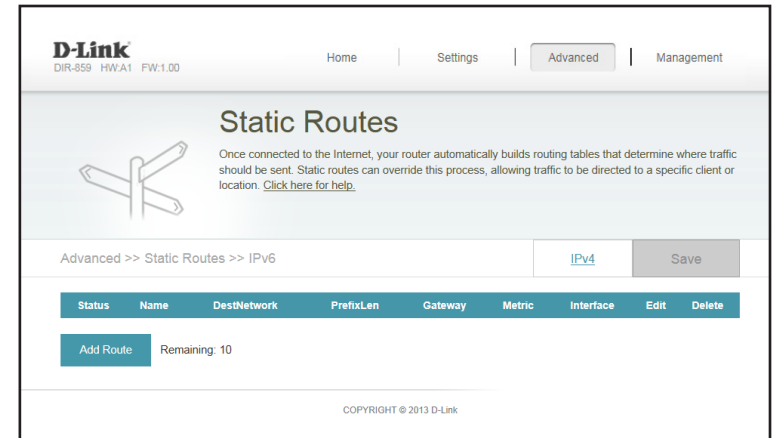 D-Link
DIR-859 HW:A1 FW:1.00
Home
Settings
Advanced
Management
Static Routes
Once connected to the Internet, your router automatically builds routing tables that determine where traffic
should be sent. Static routes can override this process, allowing traffic to be directed to a specific client or
location. Click here for help.
Advanced >> Static Routes >> IPv6
IPv4
Save
Status Name DestNetwork PrefixLen Gateway Metric Interface Edit Delete
Add Route
Remaining: 10
COPYRIGHT © 2013 D-Link